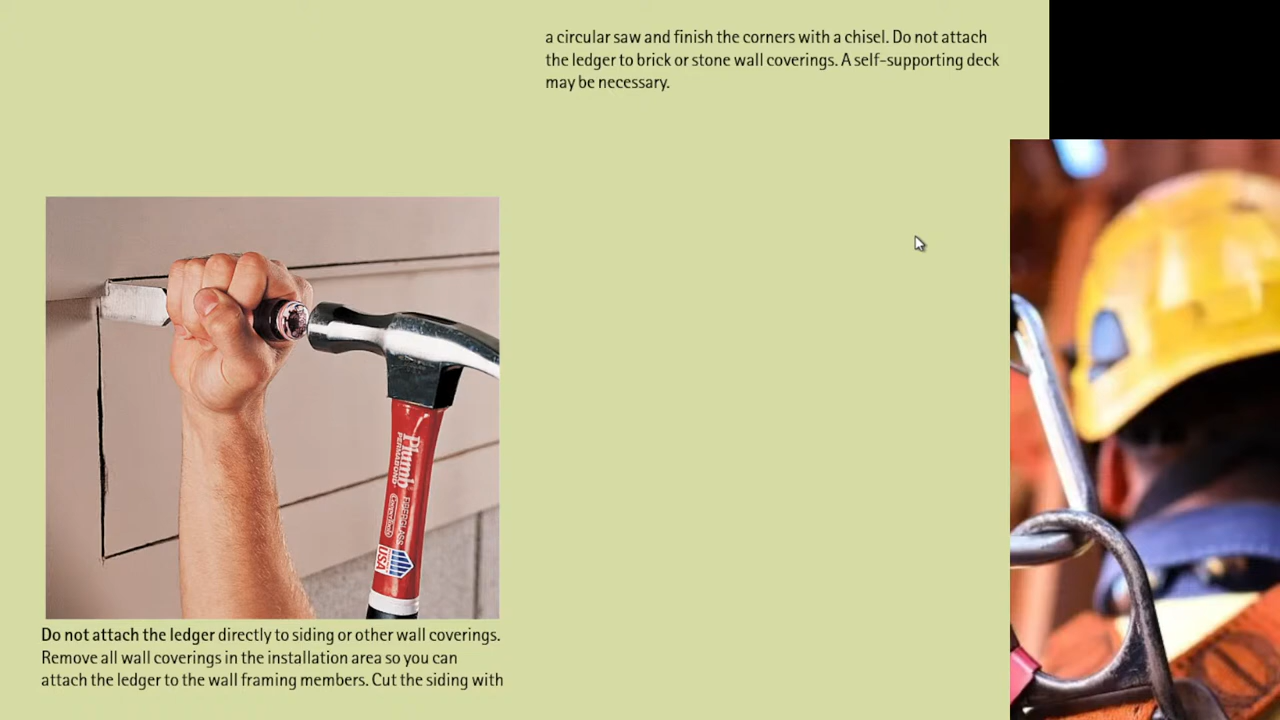 Plumb
PERMABOND
FIBERGLASS
USA
Do not attach the ledger directly to siding or other wall coverings.
Remove all wall coverings in the installation area so you can
attach the ledger to the wall framing members. Cut the siding with
a circular saw and finish the corners with a chisel. Do not attach
the ledger to brick or stone wall coverings. A self-supporting deck
may be necessary.